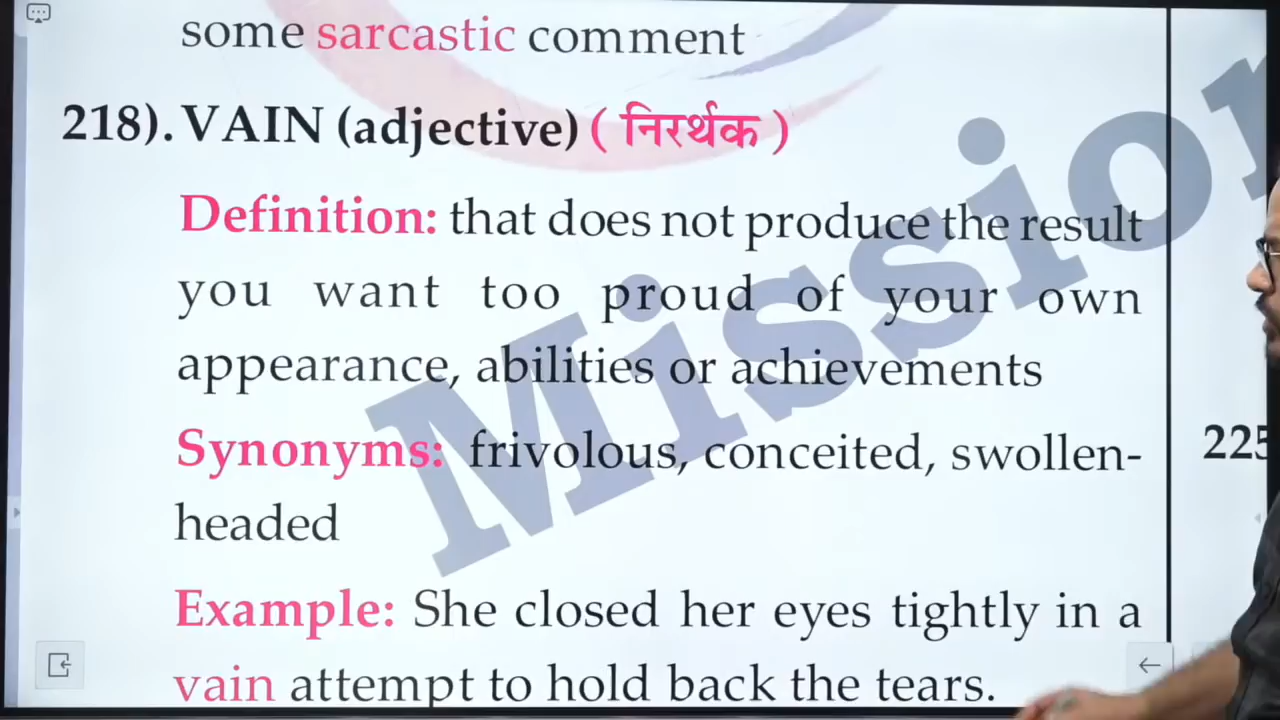 some sarcastic comment
218). VAIN (adjective) ( निरर्थक )
Definition: that does not produce the result
you want too proud of your own
appearance, abilities or achievements
Synonyms: frivolous, conceited, swollen-
headed
225
Example: She closed her eyes tightly in a
vain attempt to hold back the tears.
Mission